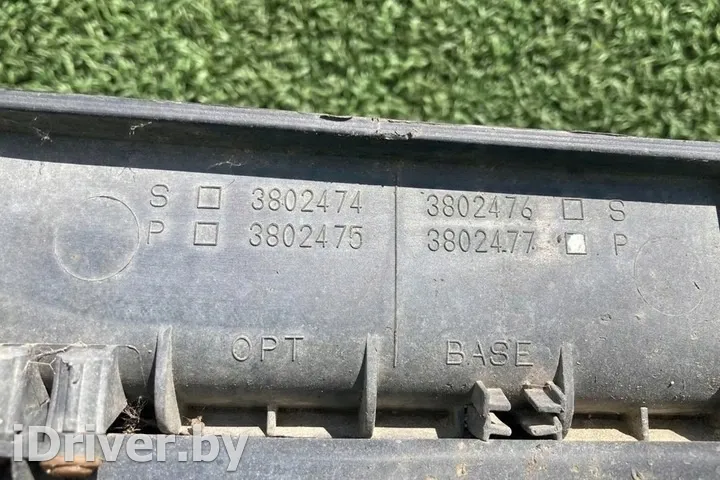 S □ 3802474 3802476 □ S
P □ 3802475 3802477 □ P
OPT BASE
iDriver.by